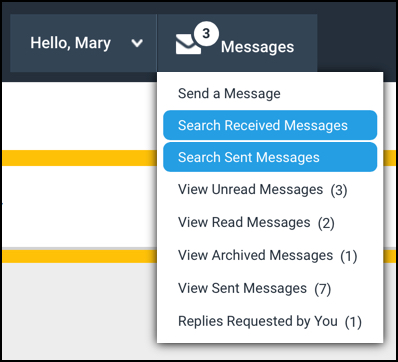 Hello, Mary
3
Messages
Send a Message
Search Received Messages
Search Sent Messages
View Unread Messages (3)
View Read Messages (2)
View Archived Messages (1)
View Sent Messages (7)
Replies Requested by You (1)